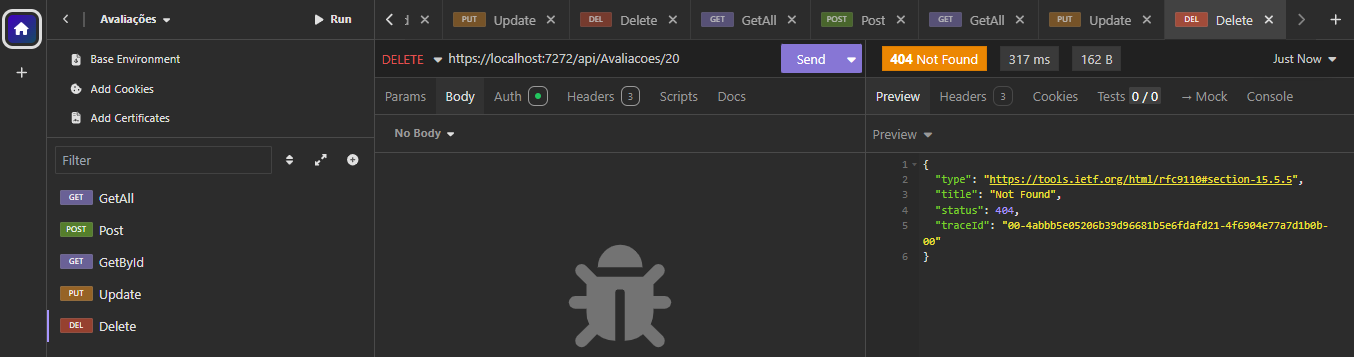 Avaliações
Run
Base Environment
Add Cookies
Add Certificates
Filter
GET GetAll
POST Post
GET GetById
PUT Update
DEL Delete
d PUT Update DEL Delete GET GetAll POST Post GET GetAll PUT Update DEL Delete
DELETE https://localhost:7272/api/Avaliacoes/20 Send
Params Body Auth Headers 3 Scripts Docs
No Body
404 Not Found 317 ms 162 B Just Now
Preview Headers 3 Cookies Tests 0 / 0 → Mock Console
Preview
1 {
2 "type": "https://tools.ietf.org/html/rfc9110#section-15.5.5",
3 "title": "Not Found",
4 "status": 404,
5 "traceId": "00-4abbb5e05206b39d96681b5e6fdafd21-4f6904e77a7d1b0b-
00"
6 }